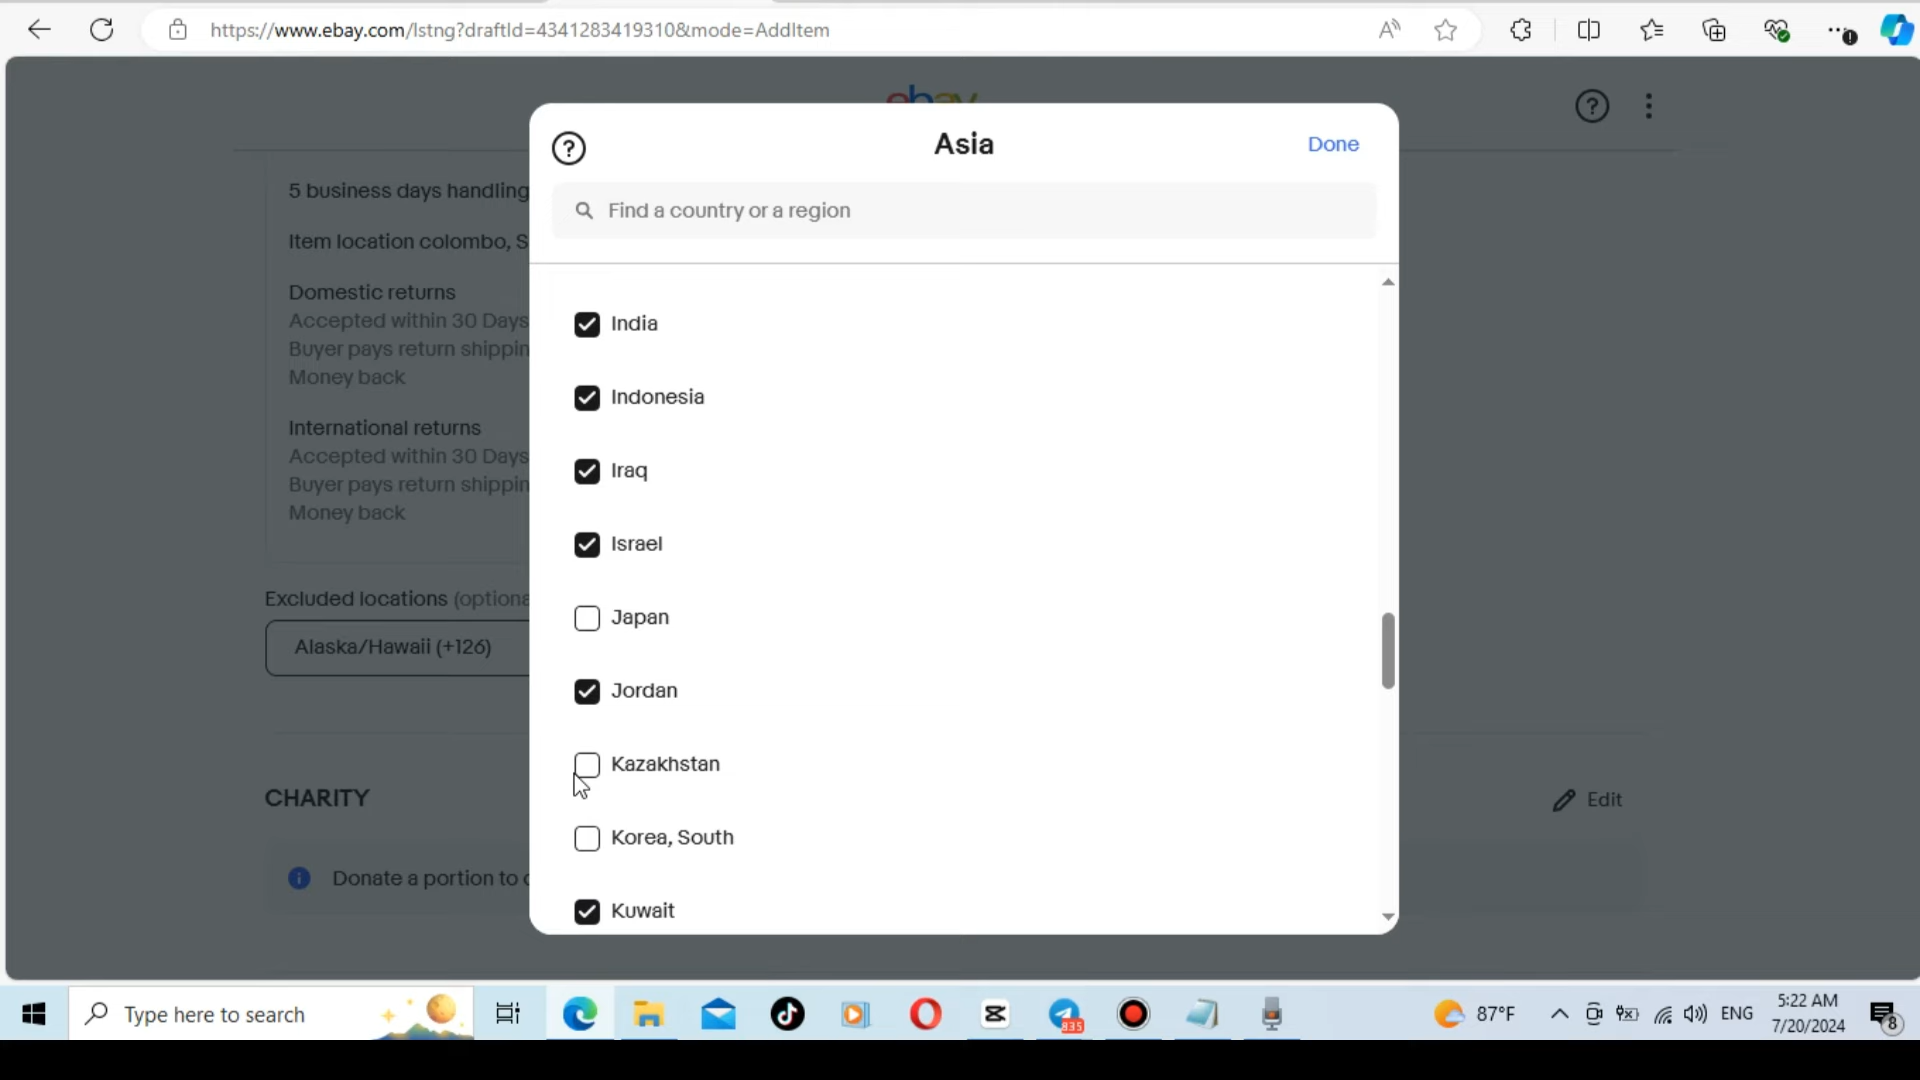 https://www.ebay.com/lstng?draftId=4341283419310&mode=AddItem
ebay
Asia
Done
Find a country or a region
5 business days handling
Item location colombo, S
Domestic returns
Accepted within 30 Days
Buyer pays return shippin
Money back
International returns
Accepted within 30 Days
Buyer pays return shippin
Money back
Excluded locations (optiona
Alaska/Hawaii (+126)
India
Indonesia
Iraq
Israel
Japan
Jordan
Kazakhstan
Korea, South
Kuwait
CHARITY
Edit
Donate a portion to c
Type here to search
835
87°F
ENG
5:22 AM
7/20/2024
8